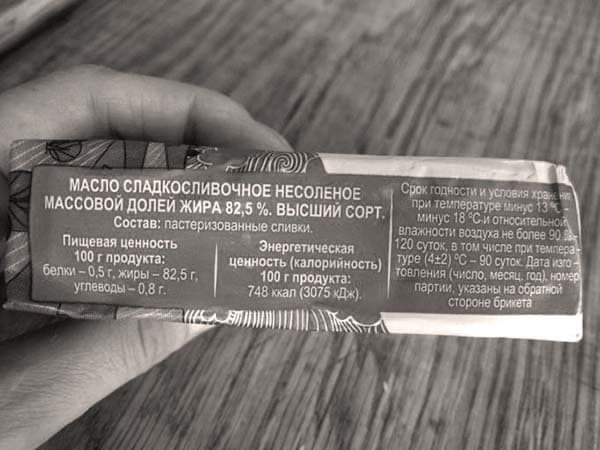 МАСЛО СЛАДКОСЛИВОЧНОЕ НЕСОЛЕНОЕ
МАССОВОЙ ДОЛЕЙ ЖИРА 82,5 %. ВЫСШИЙ СОРТ.
Состав: пастеризованные сливки.
Пищевая ценность
100 г продукта:
белки – 0,5 г, жиры – 82,5 г,
углеводы – 0,8 г.
Энергетическая
ценность (калорийность)
100 г продукта:
748 ккал (3075 кДж).
Срок годности и условия хранения
при температуре минус 13 °С -
минус 18 °С и относительной
влажности воздуха не более 90 % -
120 суток, в том числе при темпера-
туре (4±2) °С – 90 суток. Дата изго-
товления (число, месяц, год), номер
партии, указаны на обратной
стороне брикета